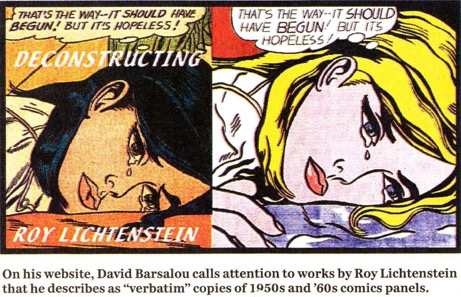 THAT'S THE WAY--IT SHOULD HAVE
BEGUN! BUT IT'S HOPELESS!
DECONSTRUCTING
ROY LICHTENSTEIN
THAT'S THE WAY--IT SHOULD
HAVE BEGUN! BUT IT'S
HOPELESS!
On his website, David Barsalou calls attention to works by Roy Lichtenstein
that he describes as “verbatim” copies of 1950s and ’60s comics panels.